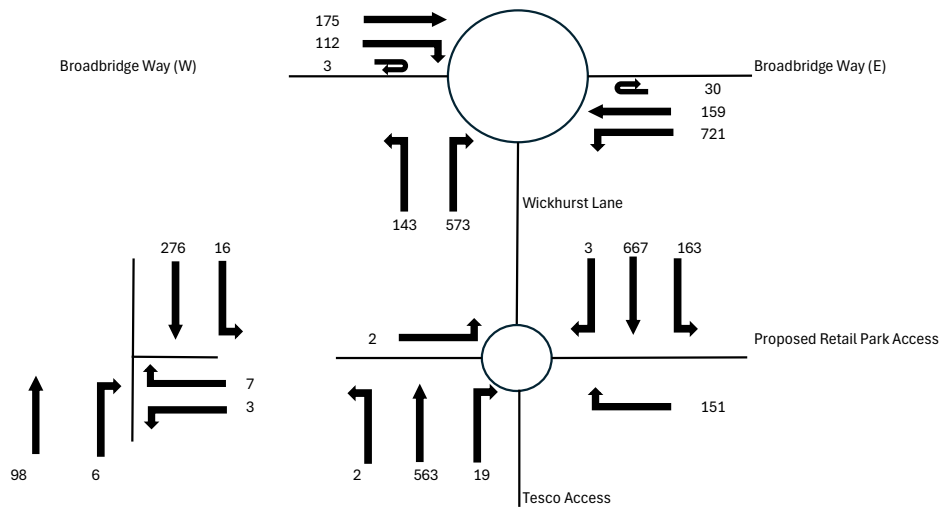 175
112
3
Broadbridge Way (W)
Broadbridge Way (E)
30
159
721
Wickhurst Lane
143 573
276 16
3 667 163
2
Proposed Retail Park Access
7
3
151
98 6
2 563 19
Tesco Access